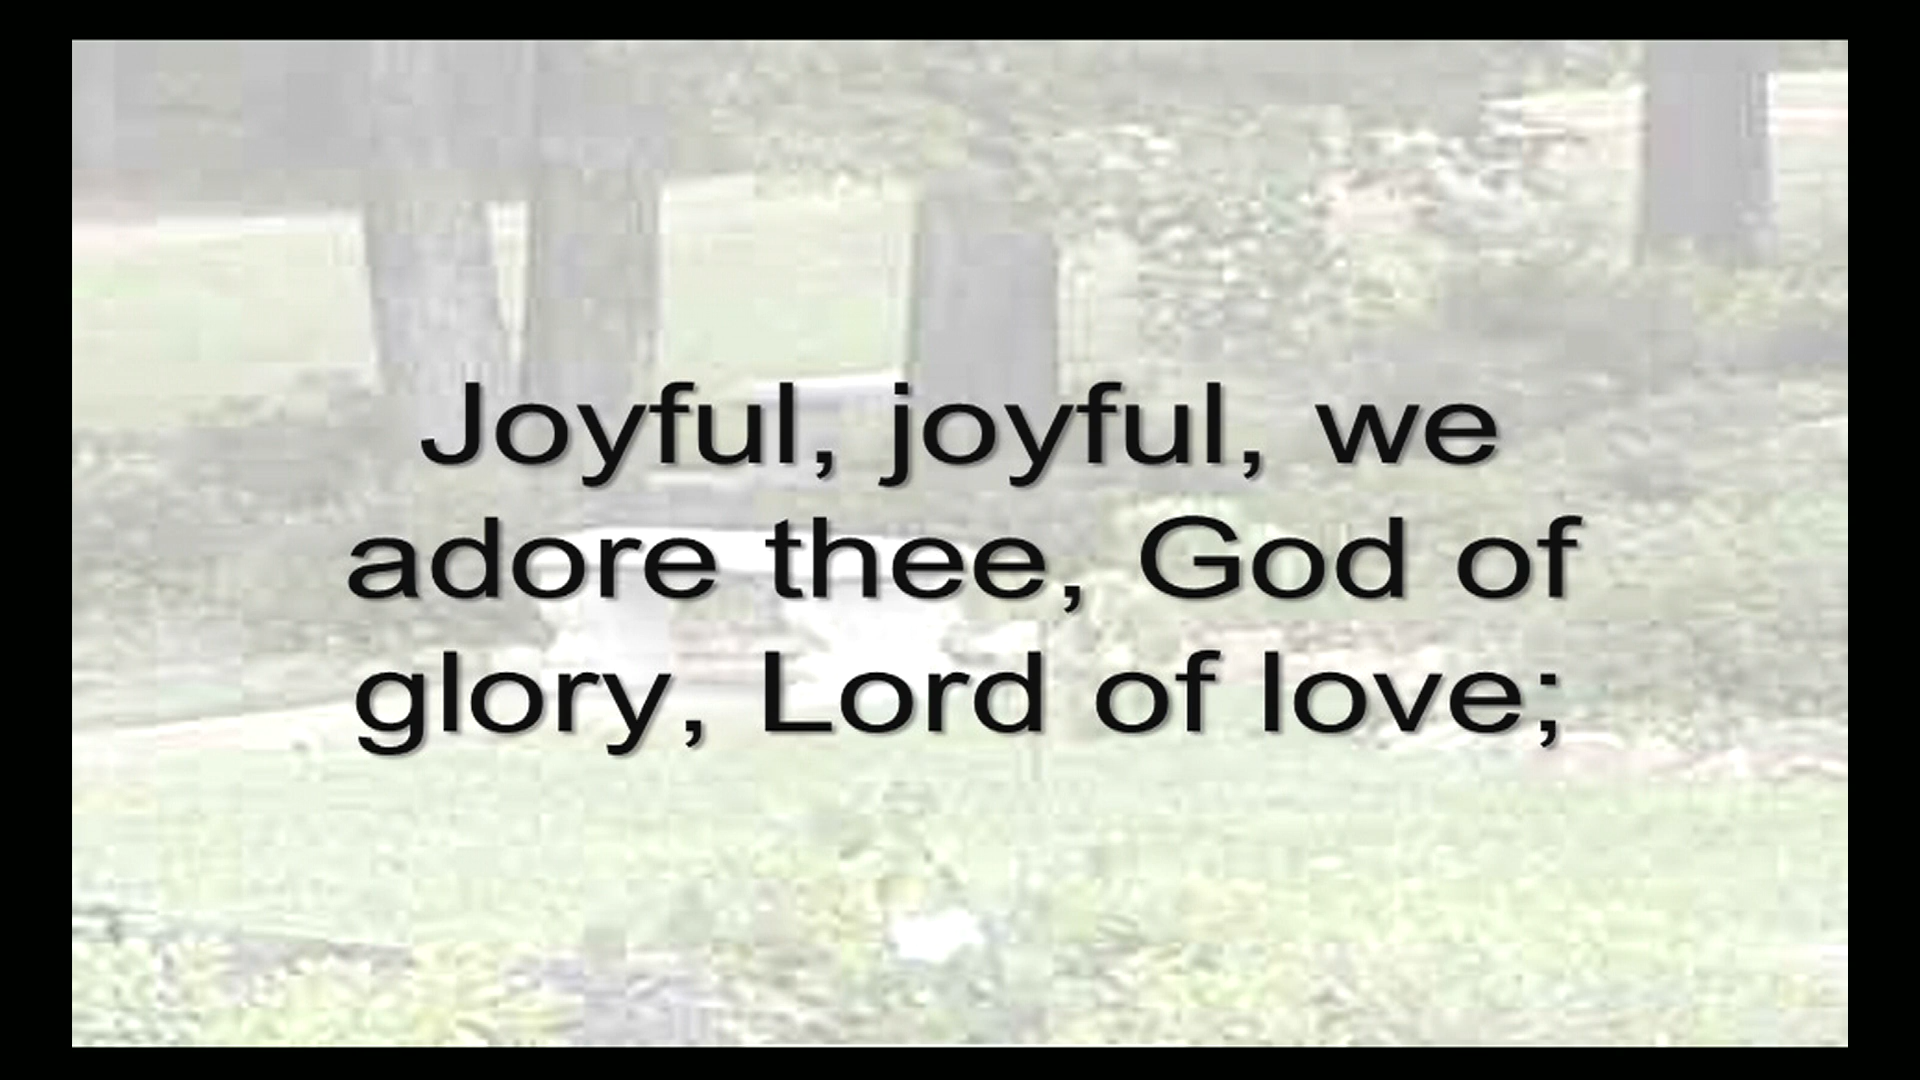 Joyful, joyful, we
adore thee, God of
glory, Lord of love;